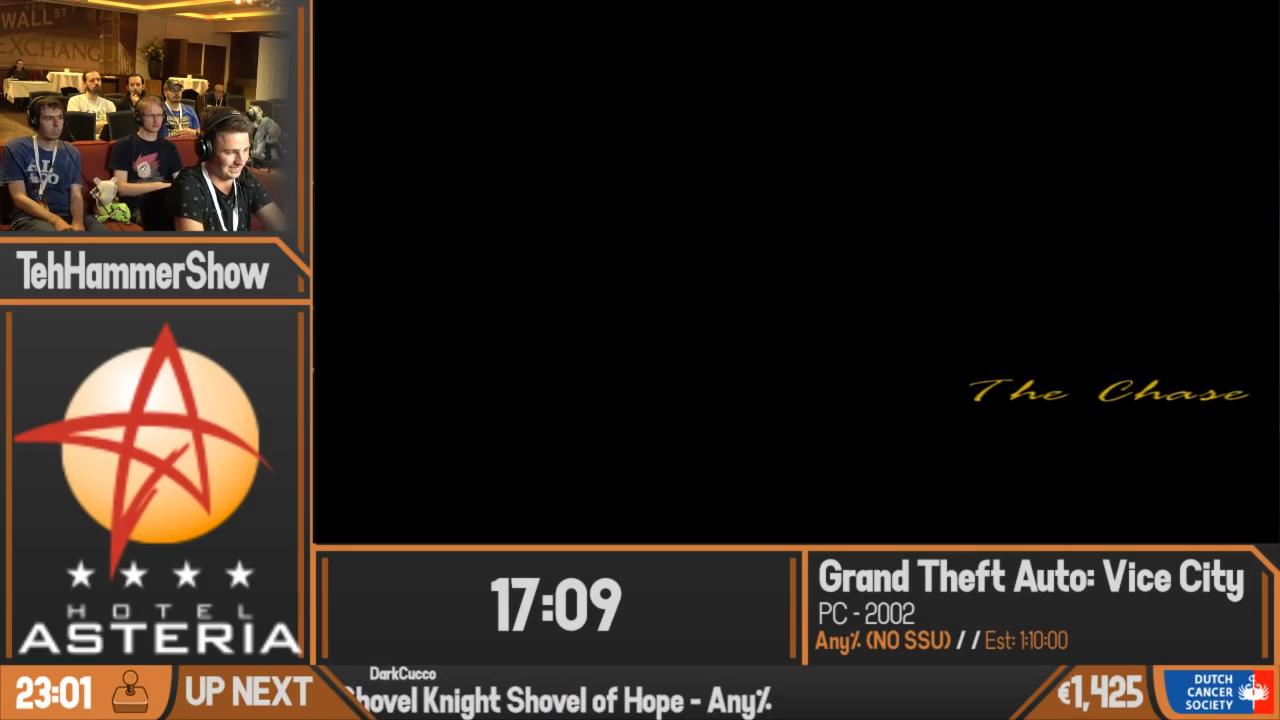 WALL ST
EXCHANGE
TehHammerShow
HOTEL
ASTERIA
The Chase
17:09
Grand Theft Auto: Vice City
PC - 2002
Any% (NO SSU) // Est: 1:10:00
23:01
UP NEXT
DarkCucco
Shovel Knight Shovel of Hope - Any%
€1,425
DUTCH
CANCER
SOCIETY